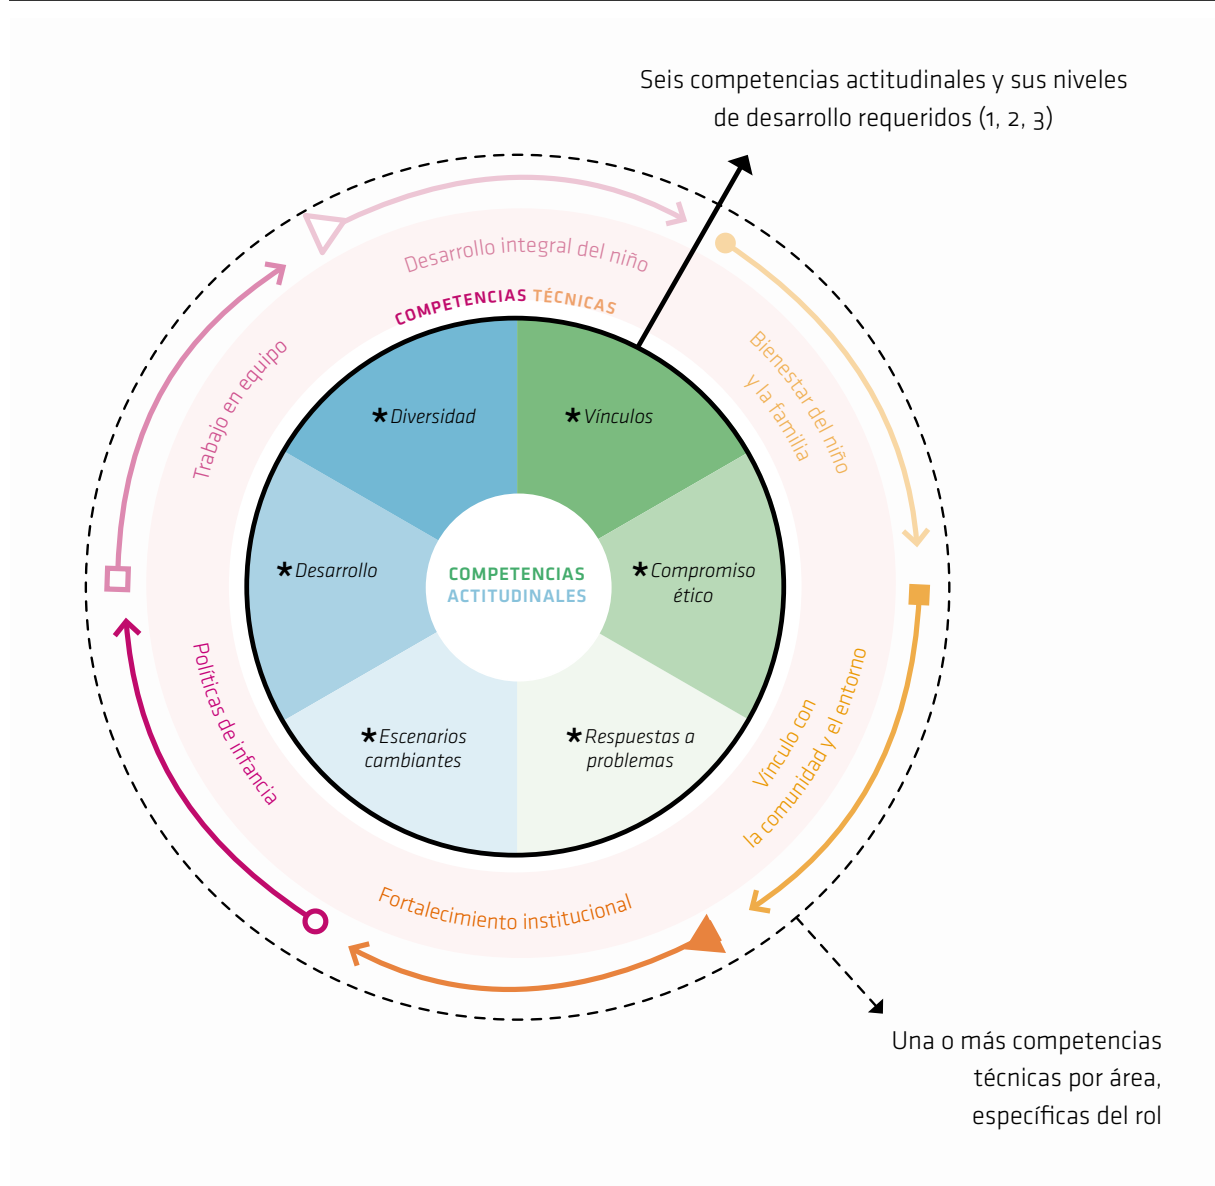 Seis competencias actitudinales y sus niveles
de desarrollo requeridos (1, 2, 3)
Desarrollo integral del niño
COMPETENCIAS TÉCNICAS
Trabajo en equipo
Bienestar del niño
y la familia
*Diversidad
*Vínculos
*Desarrollo
COMPETENCIAS
ACTITUDINALES
*Compromiso
ético
Políticas de infancia
*Escenarios
cambiantes
*Respuestas a
problemas
Vínculo con
la comunidad y el entorno
Fortalecimiento institucional
Una o más competencias
técnicas por área,
específicas del rol